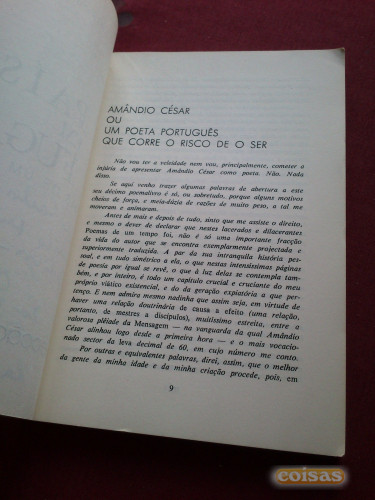 AMÂNDIO CÉSAR
OU
UM POETA PORTUGUÊS
QUE CORRE O RISCO DE O SER
Não vou ter a veleidade nem vou, principalmente, cometer a
injúria de apresentar Amândio César como poeta. Não. Nada
disso.
Se aqui venho trazer algumas palavras de abertura a este
seu décimo poemalivro é só, ou sobretudo, porque alguns motivos
cheios de força, e meia-dúzia de razões de muito peso, a tal me
moveram e animaram.
Antes de mais e depois de tudo, sinto que me assiste o direito,
e mesmo o dever de declarar que nestes lacerados e dilacerantes
Poemas de um tempo foi, não é só uma importante fracção
da vida do autor que se encontra exemplarmente projectada e
superiormente traduzida. A par da sua intranquila história pes-
soal, e em tudo simétrico a ela, o que nestas intensíssimas páginas
de poesia por igual se revê, o que à luz delas se contempla tam-
bém, e por inteiro, é todo um capítulo crucial e cruciante do meu
próprio viático existencial, e do da geração expiatória a que per-
tenço. E nem admiro mesmo nadinha que assim seja, em virtude de
haver uma relação doutrinária de causa a efeito (uma relação,
portanto, de mestres a discípulos), muitíssimo estreita, entre a
valorosa plêiade da Mensagem — na vanguarda da qual Amândio
César alinhou logo desde a primeira hora — e o mais vocacio-
nado sector da leva decimal de 60, em cujo número me conto.
Por outras e equivalentes palavras, direi, assim, que o melhor
da gente da minha idade e da minha criação procede, pois, em
9
coisas